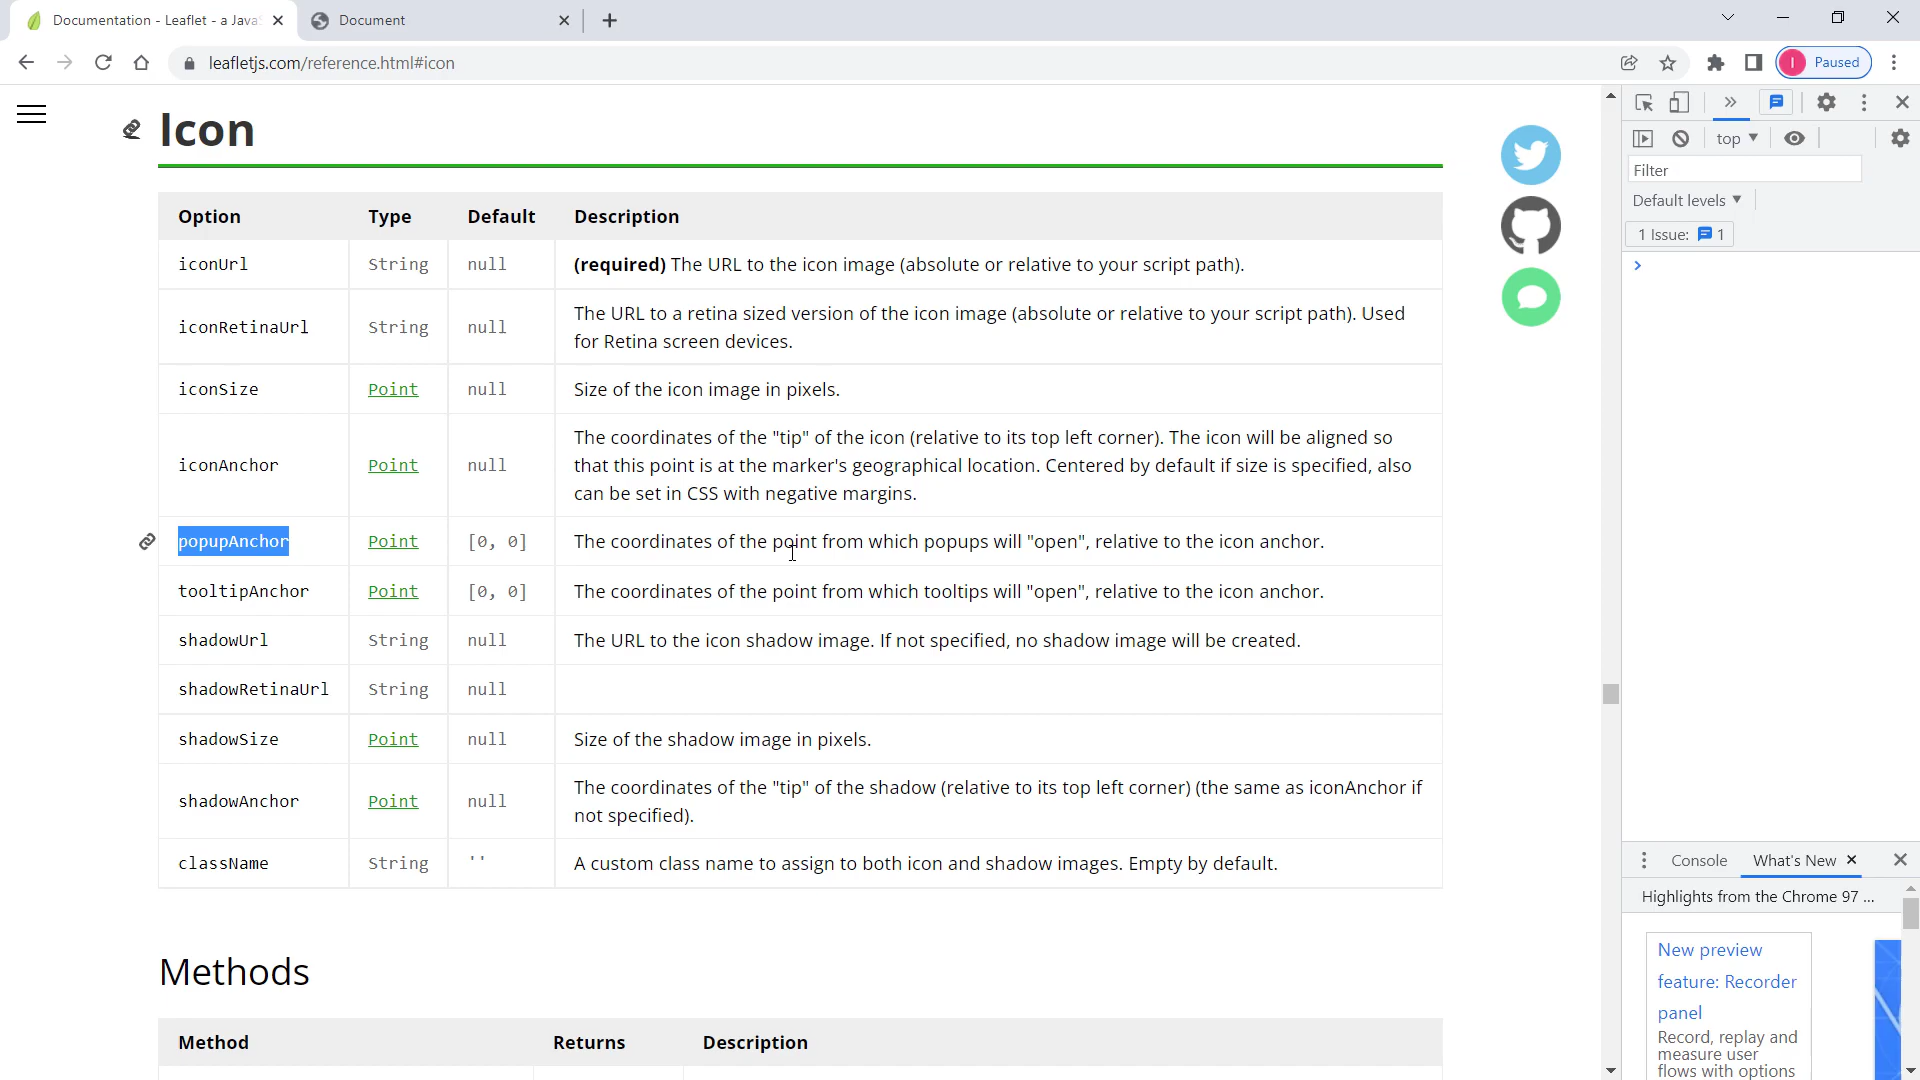 Documentation - Leaflet - a JavaS
Document
leafletjs.com/reference.html#icon
Paused
Icon
Option Type Default Description
iconUrl String null (required) The URL to the icon image (absolute or relative to your script path).
iconRetinaUrl String null The URL to a retina sized version of the icon image (absolute or relative to your script path). Used
for Retina screen devices.
iconSize Point null Size of the icon image in pixels.
iconAnchor Point null The coordinates of the "tip" of the icon (relative to its top left corner). The icon will be aligned so
that this point is at the marker's geographical location. Centered by default if size is specified, also
can be set in CSS with negative margins.
popupAnchor Point [0, 0] The coordinates of the point from which popups will "open", relative to the icon anchor.
tooltipAnchor Point [0, 0] The coordinates of the point from which tooltips will "open", relative to the icon anchor.
shadowUrl String null The URL to the icon shadow image. If not specified, no shadow image will be created.
shadowRetinaUrl String null
shadowSize Point null Size of the shadow image in pixels.
shadowAnchor Point null The coordinates of the "tip" of the shadow (relative to its top left corner) (the same as iconAnchor if
not specified).
className String '' A custom class name to assign to both icon and shadow images. Empty by default.
Methods
Method Returns Description
top
Filter
Default levels
1 Issue: 1
Console What's New
Highlights from the Chrome 97 ...
New preview
feature: Recorder
panel
Record, replay and
measure user
flows with options